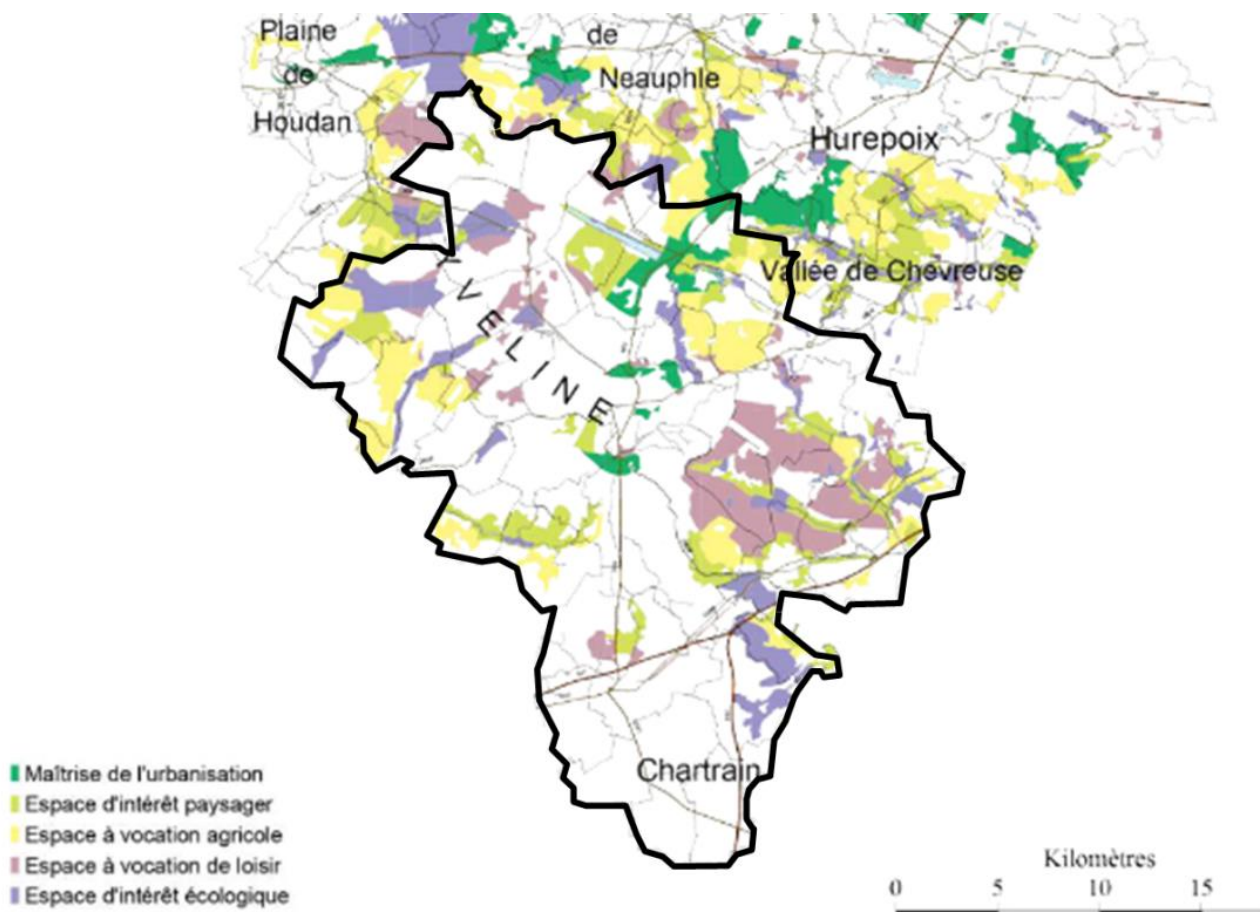 Plaine
de
Houdan
de
Neauphle
Hurepoix
Vallée de Chevreuse
YVELINE
Chartrain
Maîtrise de l'urbanisation
Espace d'intérêt paysager
Espace à vocation agricole
Espace à vocation de loisir
Espace d'intérêt écologique
Kilomètres
0 5 10 15